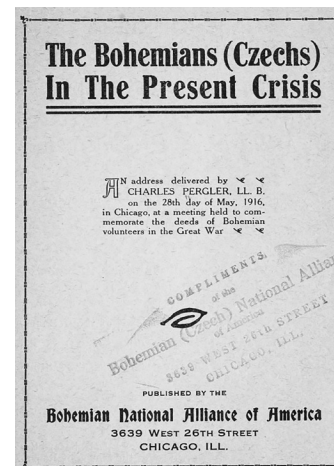 The Bohemians (Czechs)
In The Present Crisis
AN address delivered by
CHARLES PERGLER, LL. B.
on the 28th day of May, 1916,
in Chicago, at a meeting held to com-
memorate the deeds of Bohemian
volunteers in the Great War
COMPLIMENTS.
of the
Bohemian (Czech) National Allian
of America
3639 WEST 26th STREET
CHICAGO, ILL.
PUBLISHED BY THE
Bohemian National Alliance of America
3639 WEST 26TH STREET
CHICAGO, ILL.